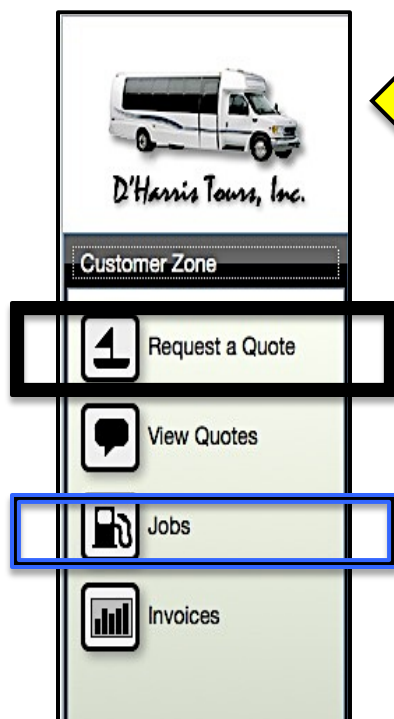 D'Harris Tours, Inc.
Customer Zone
Request a Quote
View Quotes
Jobs
Invoices